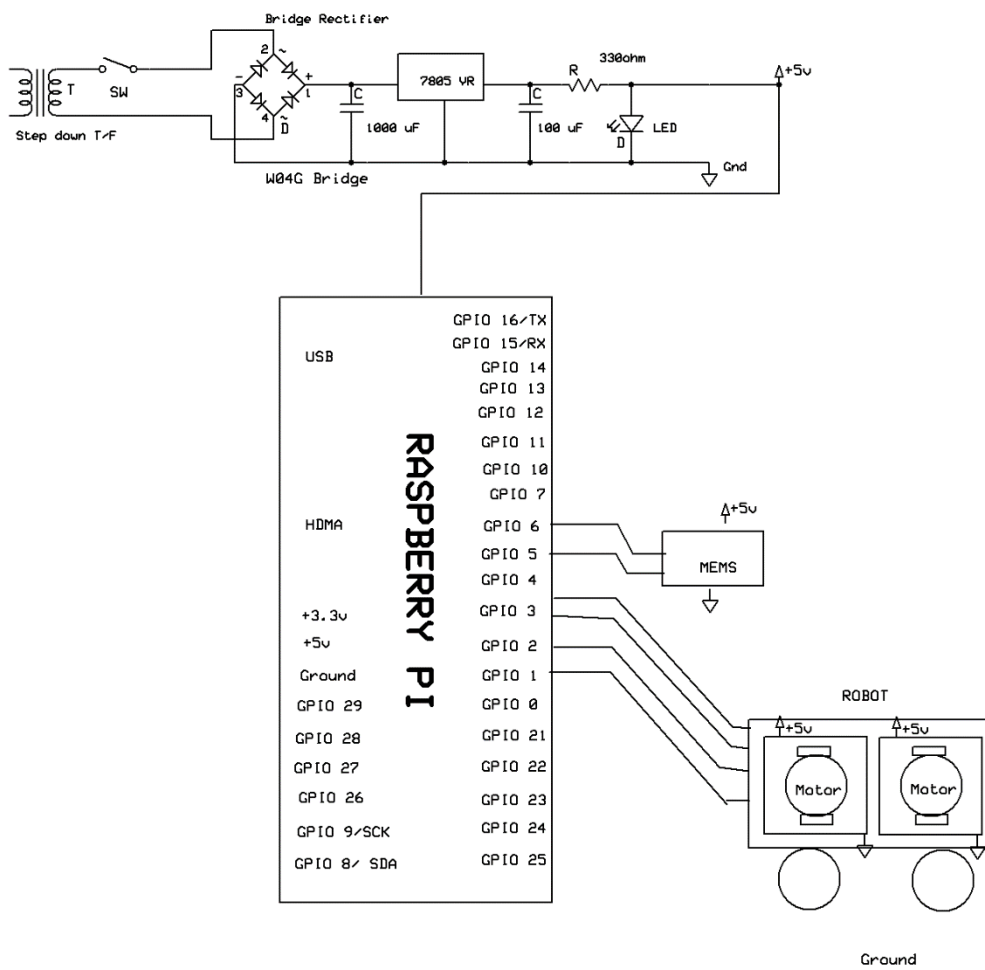 Bridge Rectifier
2
~
-
+
3
1
4
~
D
T
SW
Step down T/F
W04G Bridge
C
1000 uF
7805 VR
C
100 uF
R
330ohm
D
LED
+5v
Gnd
USB
HDMA
+3.3v
+5v
Ground
GPIO 29
GPIO 28
GPIO 27
GPIO 26
GPIO 9/SCK
GPIO 8/ SDA
RASPBERRY PI
GPIO 16/TX
GPIO 15/RX
GPIO 14
GPIO 13
GPIO 12
GPIO 11
GPIO 10
GPIO 7
GPIO 6
GPIO 5
GPIO 4
GPIO 3
GPIO 2
GPIO 1
GPIO 0
GPIO 21
GPIO 22
GPIO 23
GPIO 24
GPIO 25
+5v
MEMS
ROBOT
+5v
+5v
Motor
Motor
Ground